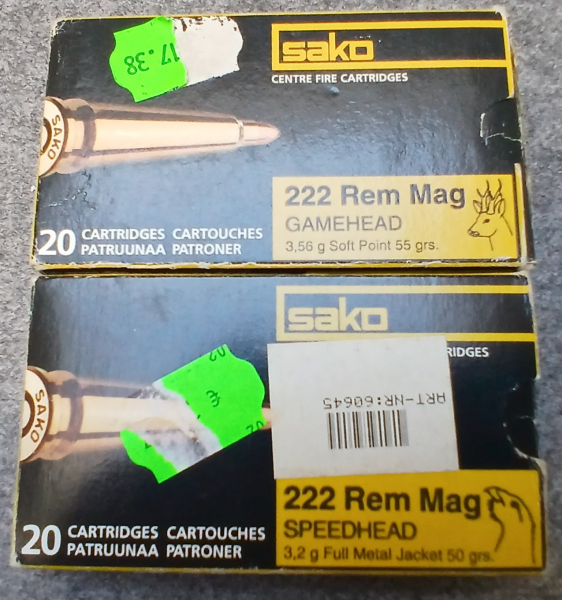 17.38
sako
CENTRE FIRE CARTRIDGES
SAKO
222 Rem Mag
GAMEHEAD
3,56 g Soft Point 55 grs.
20 CARTRIDGES CARTOUCHES
PATRUUNAA PATRONER
sako
RIDGES
02
€
ART-NR:60645
SAKO
222 Rem Mag
SPEEDHEAD
3,2 g Full Metal Jacket 50 grs.
20 CARTRIDGES CARTOUCHES
PATRUUNAA PATRONER